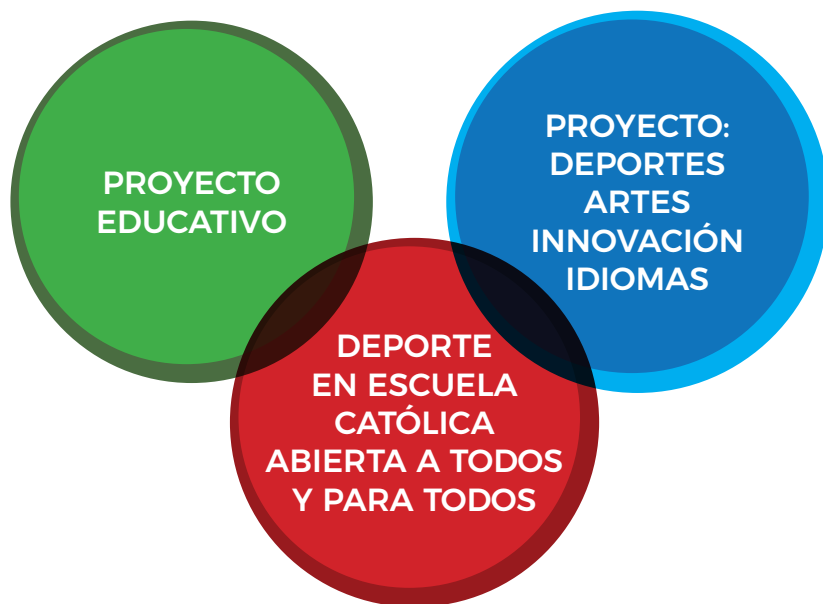 PROYECTO
EDUCATIVO
PROYECTO:
DEPORTES
ARTES
INNOVACIÓN
IDIOMAS
DEPORTE
EN ESCUELA
CATÓLICA
ABIERTA A TODOS
Y PARA TODOS